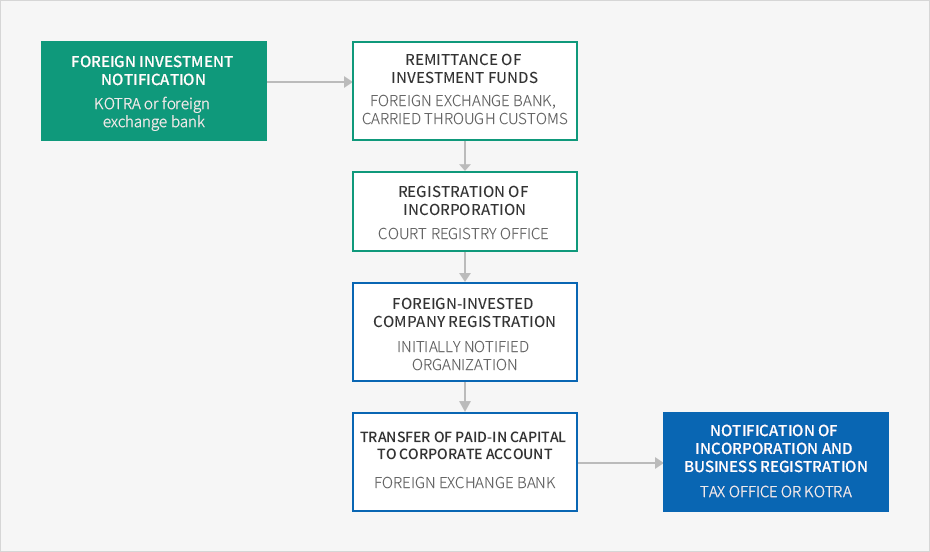 FOREIGN INVESTMENT
NOTIFICATION
KOTRA or foreign
exchange bank
REMITTANCE OF
INVESTMENT FUNDS
FOREIGN EXCHANGE BANK,
CARRIED THROUGH CUSTOMS
REGISTRATION OF
INCORPORATION
COURT REGISTRY OFFICE
FOREIGN-INVESTED
COMPANY REGISTRATION
INITIALLY NOTIFIED
ORGANIZATION
TRANSFER OF PAID-IN CAPITAL
TO CORPORATE ACCOUNT
FOREIGN EXCHANGE BANK
NOTIFICATION OF
INCORPORATION AND
BUSINESS REGISTRATION
TAX OFFICE OR KOTRA